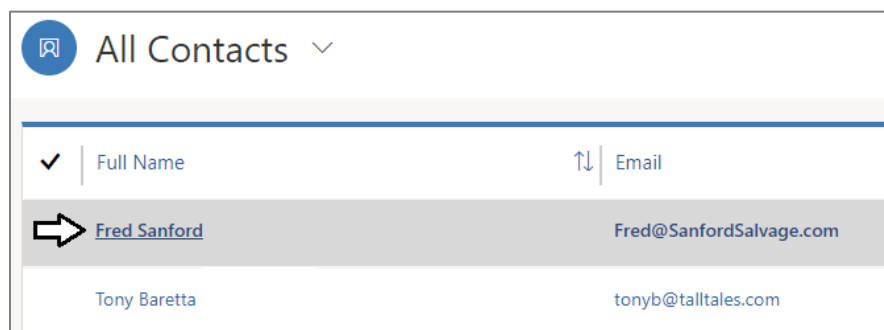 All Contacts
Full Name Email
Fred Sanford Fred@SanfordSalvage.com
Tony Baretta tonyb@talltales.com